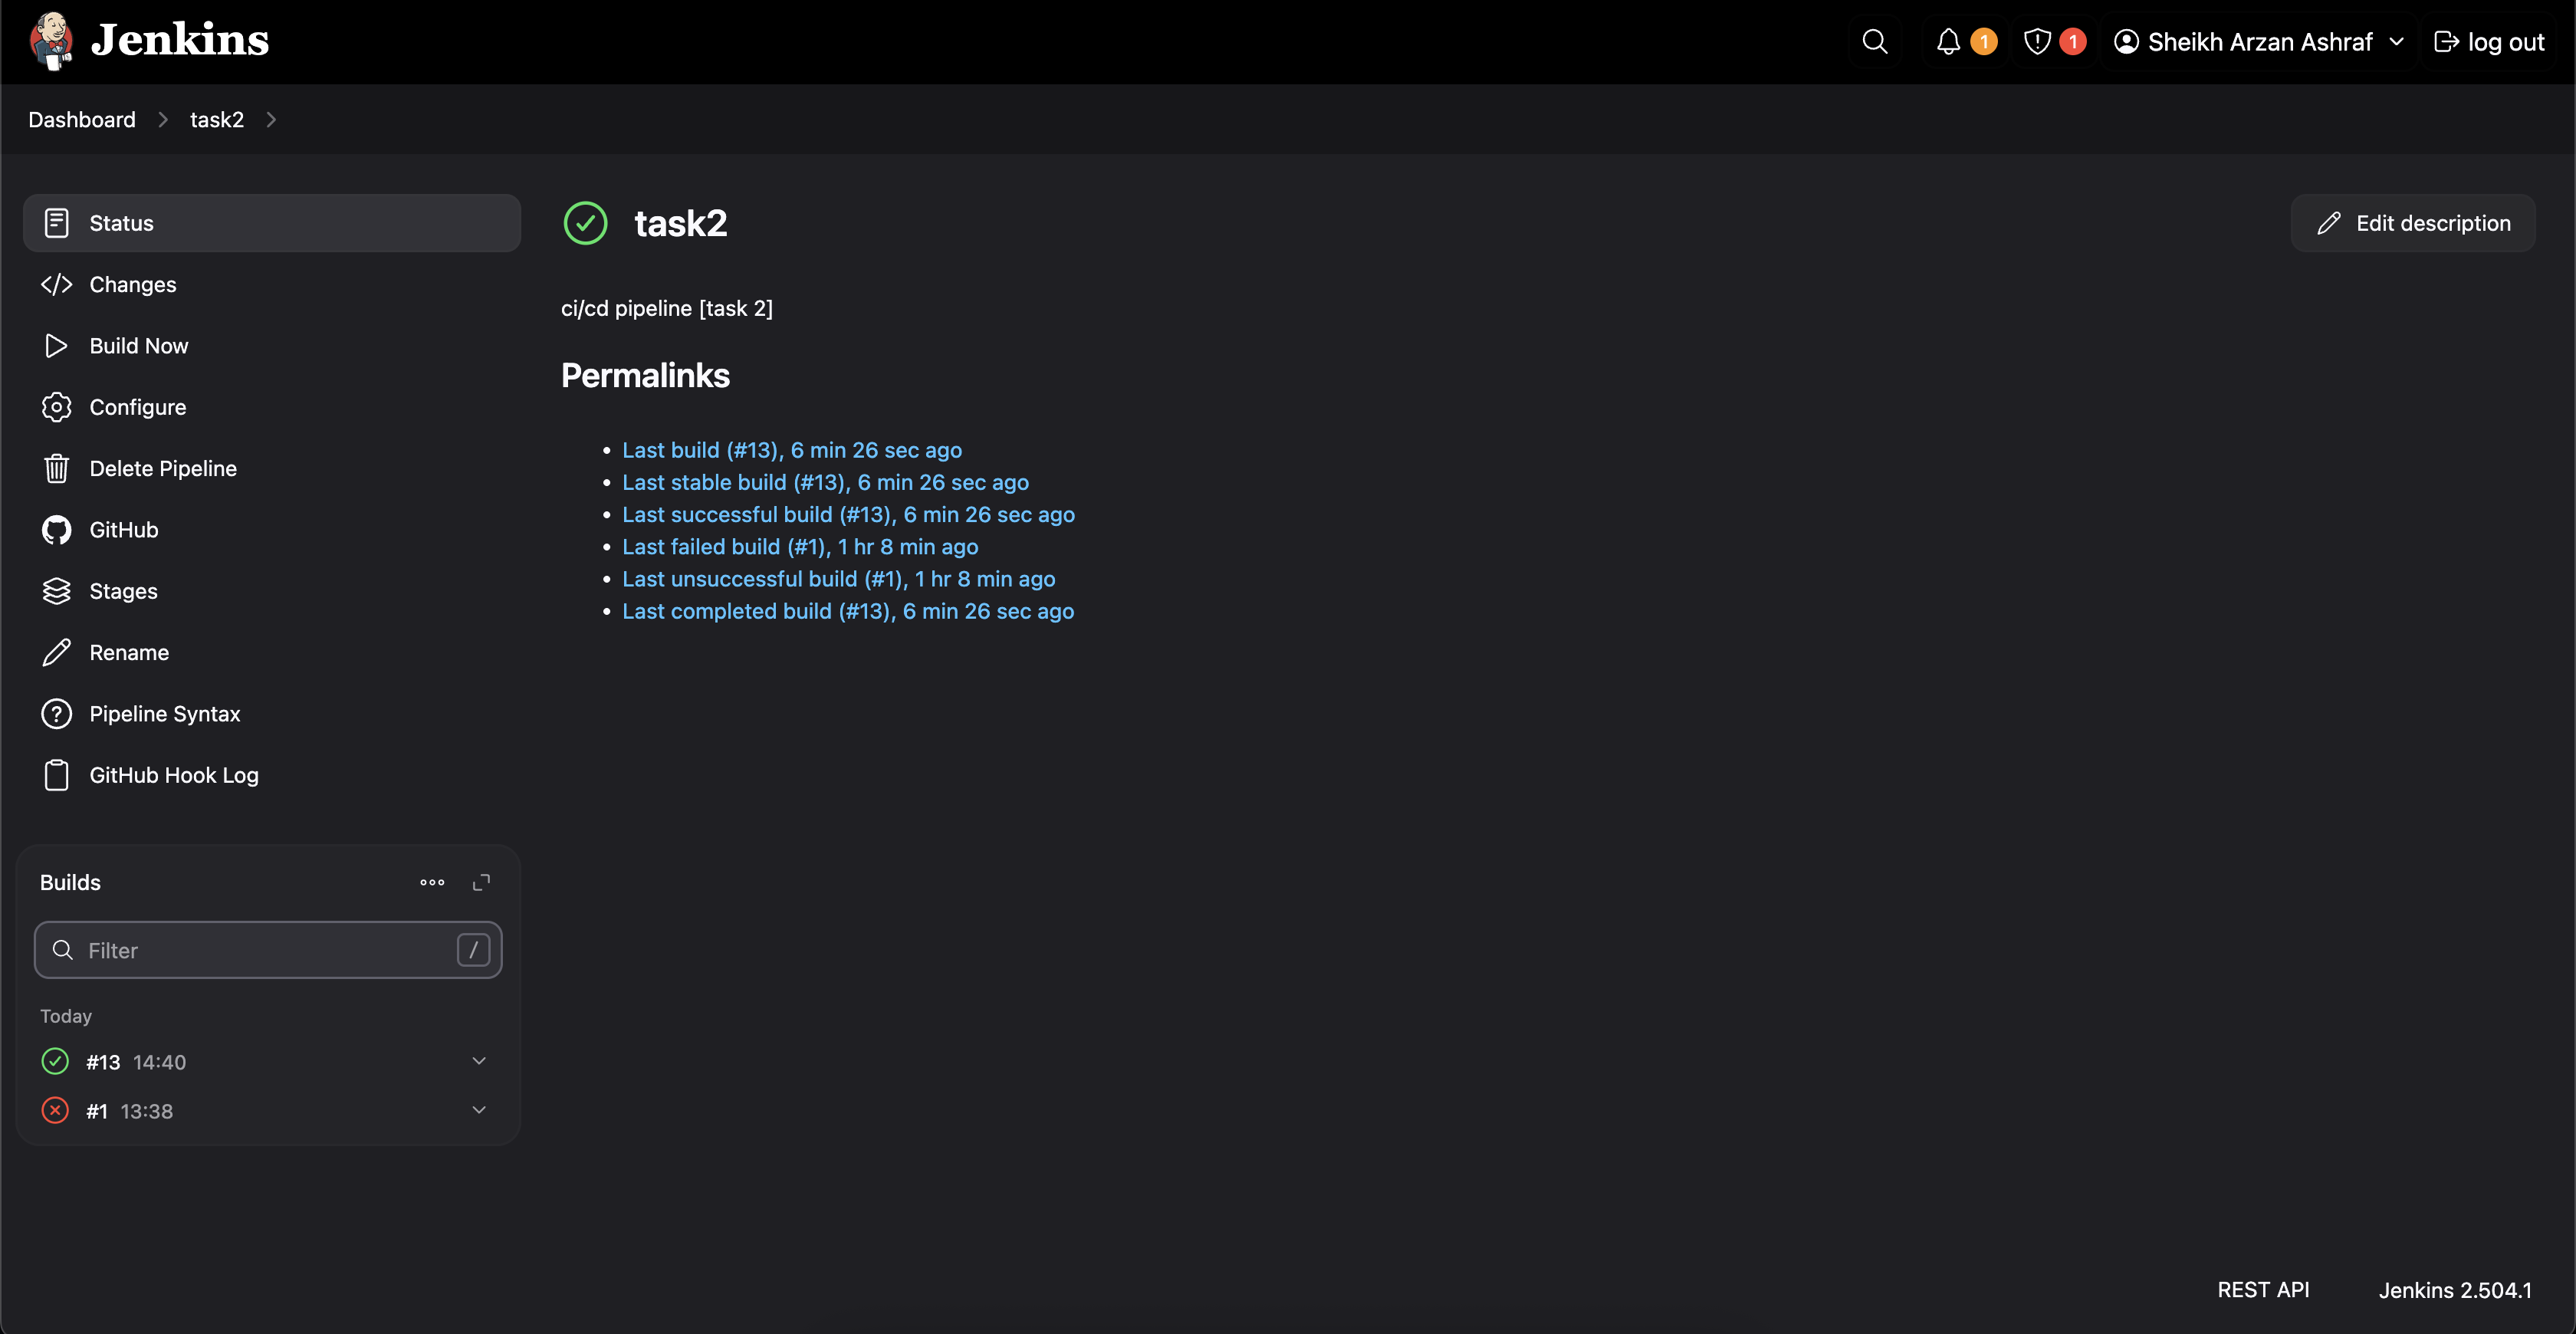 Jenkins
1
1
Sheikh Arzan Ashraf
log out
Dashboard
task2
Status
Changes
Build Now
Configure
Delete Pipeline
GitHub
Stages
Rename
Pipeline Syntax
GitHub Hook Log
Builds
Filter
/
Today
#13 14:40
#1 13:38
task2
Edit description
ci/cd pipeline [task 2]
Permalinks
Last build (#13), 6 min 26 sec ago
Last stable build (#13), 6 min 26 sec ago
Last successful build (#13), 6 min 26 sec ago
Last failed build (#1), 1 hr 8 min ago
Last unsuccessful build (#1), 1 hr 8 min ago
Last completed build (#13), 6 min 26 sec ago
REST API
Jenkins 2.504.1